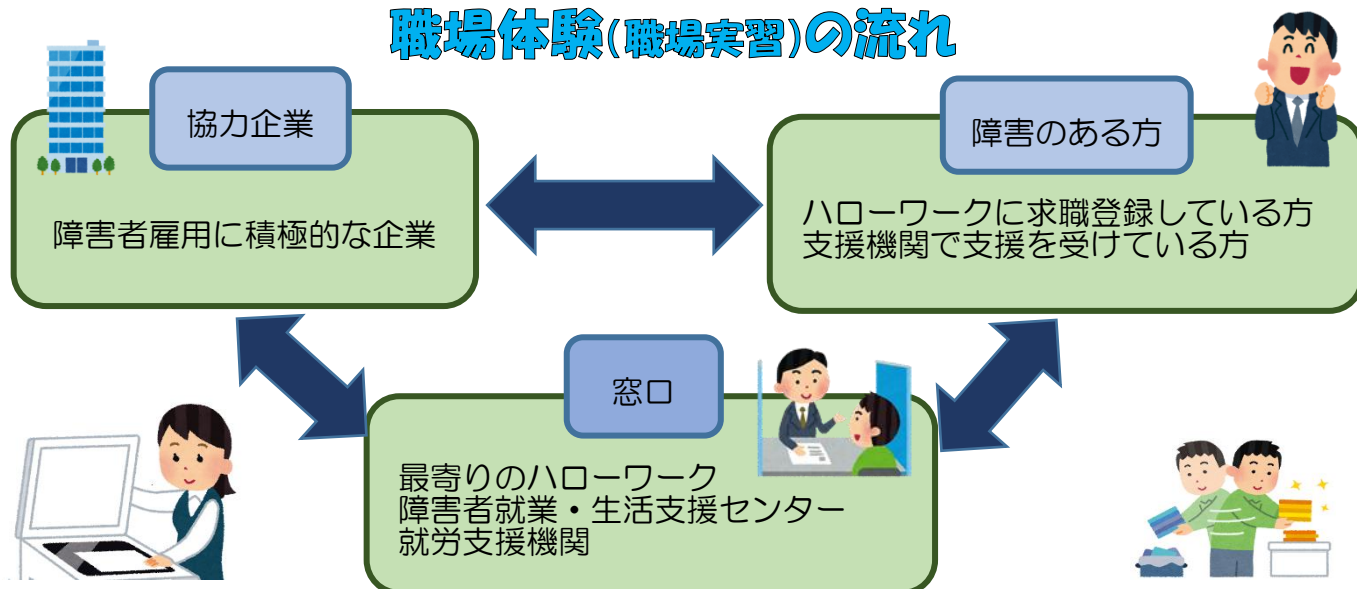 職場体験(職場実習)の流れ
協力企業
障害者雇用に積極的な企業
障害のある方
ハローワークに求職登録している方
支援機関で支援を受けている方
窓口
最寄りのハローワーク
障害者就業・生活支援センター
就労支援機関